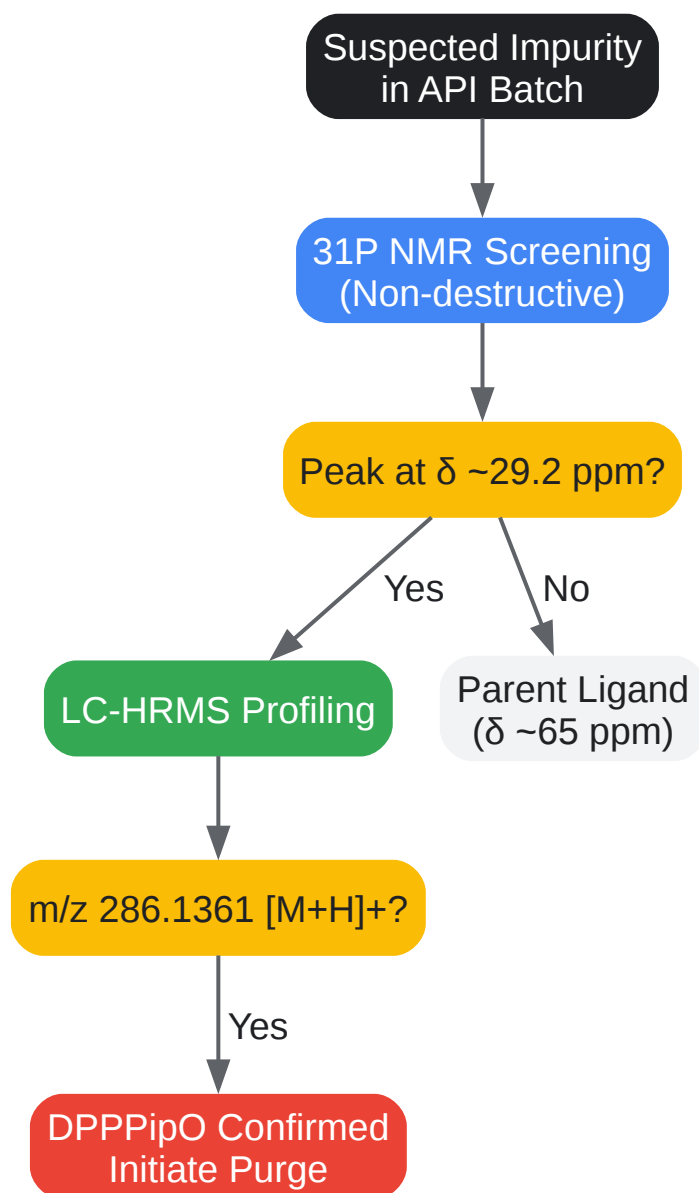 Suspected Impurity
in API Batch
31P NMR Screening
(Non-destructive)
Peak at δ ~29.2 ppm?
Yes
No
LC-HRMS Profiling
Parent Ligand
(δ ~65 ppm)
m/z 286.1361 [M+H]+?
Yes
DPPPipO Confirmed
Initiate Purge